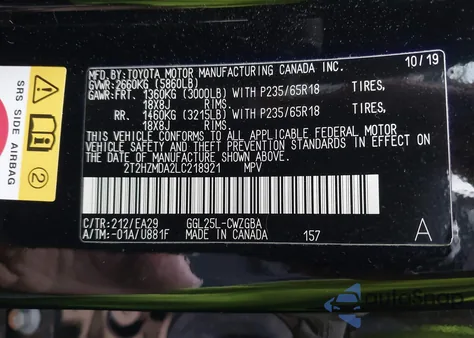 MFD. BY: TOYOTA MOTOR MANUFACTURING CANADA INC. 10/19
GVWR: 2660KG (5860LB)
GAWR: FRT. 1360KG (3000LB) WITH P235/65R18 TIRES,
18X8J RIMS,
RR. 1460KG (3215LB) WITH P235/65R18 TIRES,
18X8J RIMS.
THIS VEHICLE CONFORMS TO ALL APPLICABLE FEDERAL MOTOR
VEHICLE SAFETY AND THEFT PREVENTION STANDARDS IN EFFECT ON
THE DATE OF MANUFACTURE SHOWN ABOVE.
2T2HZMDA2LC218921 MPV
C/TR: 212/EA29 GGL25L-CWZGBA
A/TM: -01A/U881F MADE IN CANADA 157 A
SRS SIDE AIRBAG
2
autoSnap